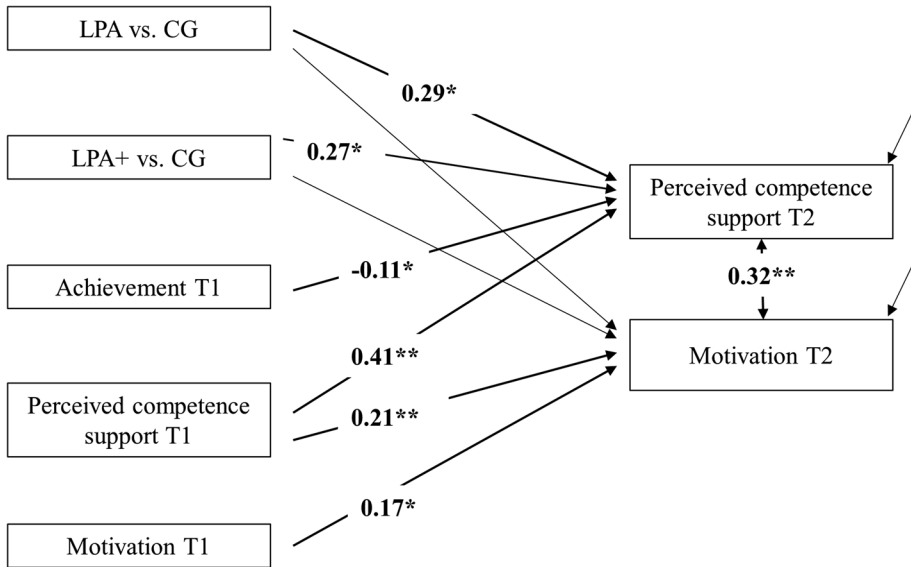 LPA vs. CG
0.29*
LPA+ vs. CG
0.27*
Perceived competence
support T2
Achievement T1
-0.11*
0.32**
Motivation T2
0.41**
Perceived competence
support T1
0.21**
0.17*
Motivation T1